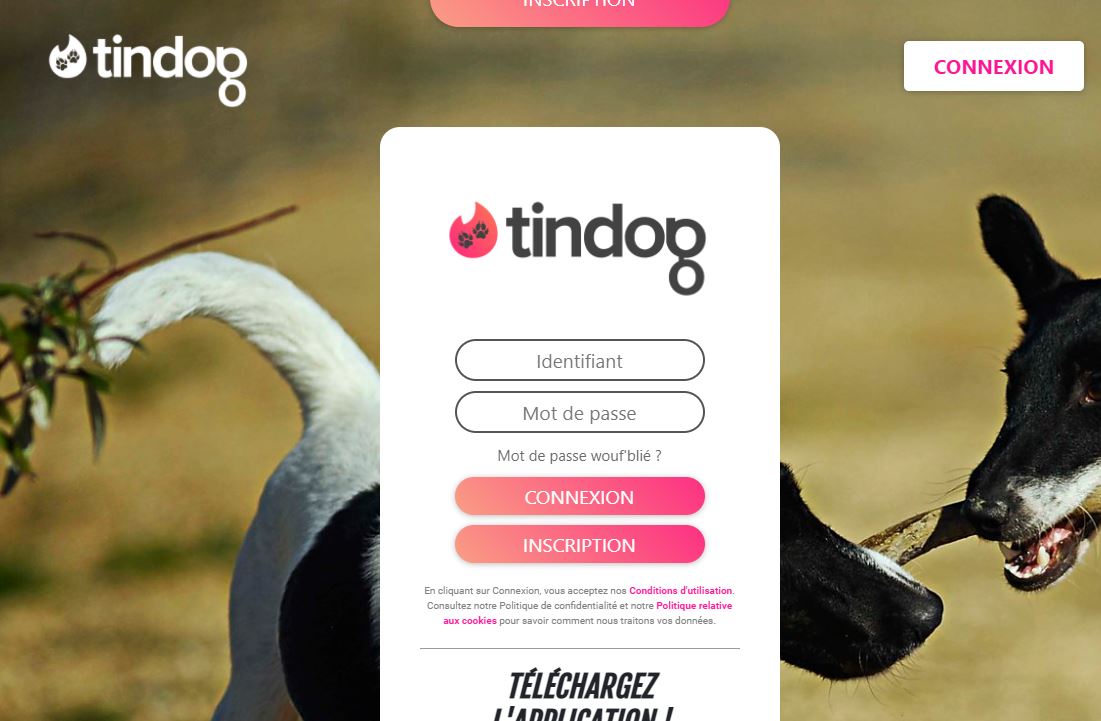 INSCRIPTION
tindog
CONNEXION
tindog
Identifiant
Mot de passe
Mot de passe wouf'blié ?
CONNEXION
INSCRIPTION
En cliquant sur Connexion, vous acceptez nos Conditions d'utilisation.
Consultez notre Politique de confidentialité et notre Politique relative
aux cookies pour savoir comment nous traitons vos données.
TÉLÉCHARGEZ
L'APPLICATION !